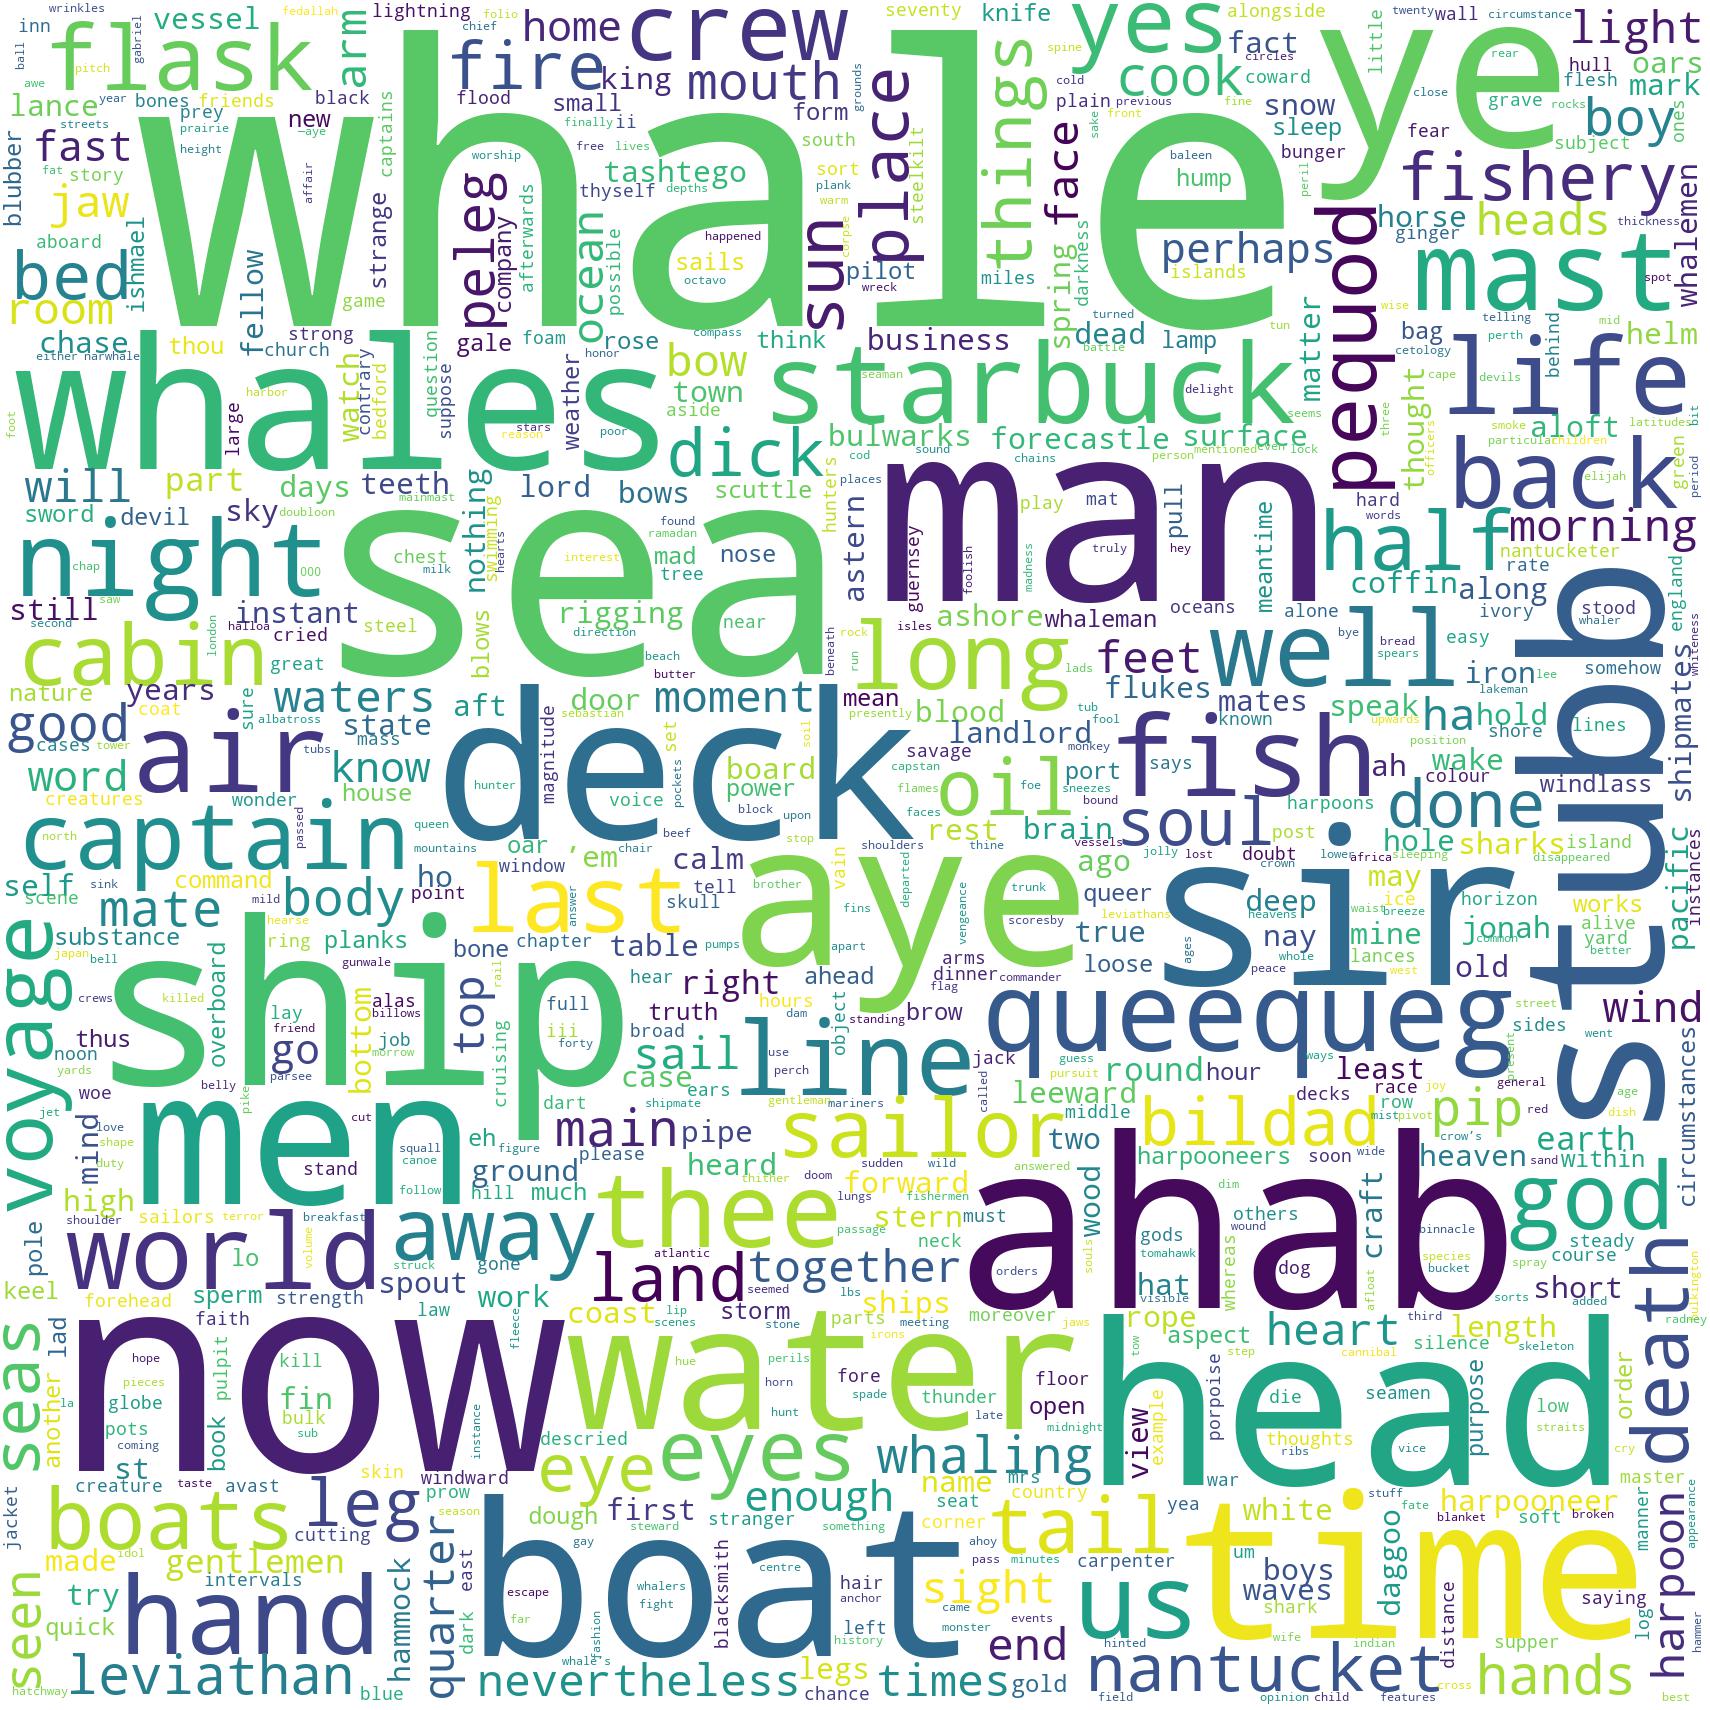 wrinkles
inn
vessel
fedallah
folio
lightning
chief
home
crew
seventy
knife
alongside
yes
ye
twenty
wall
circumstance
light
ball
gabriel
flask
arm
fire
king
mouth
spine
cook
fact
circles
coward
little
rear
hull
oars
flesh
mark
awe
pitch
lance
year
bones
friends
black
flood
small
form
grounds
things
cold
plain
previous
fine
snow
close
grave
rocks
boy
ones
streets
prey
new
captains
finally
ii
south
place
face
front
sake
sleep
fear
subject
blubber
fast
prairie
–aye
height
whale
worship
free
lives
sort
tashtego
steelkilt
baleen
bunger
peril
fishery
whalemen
fat
story
affair
peleg
thyself
depths
plank
warm
hump
jaw
aboard
strange
company
afterwards
ocean
possible
happened
sails
octavo
corpse
sun
pilot
miles
spring
darkness
perhaps
islands
pequod
horse
heads
ginger
thickness
bed
room
ishmael
fellow
game
wreck
turned
matter
wise
mast
spot
chase
thou
strong
church
gale
foam
rose
compass
think
business
dead
lamp
tun
battle
bag
telling
perth
mid
helm
either
narwhale
harbor
watch
contrary
bedford
question
suppose
weather
honor
bow
town
aside
seaman
delight
starbuck
seems
cetology
cape
devils
behind
life
foot
whales
large
stars
reason
poor
dick
bulwarks
forecastle
surface
three
thought
officers
smoke
particular
children
aloft
latitudes
bit
will
part
days
teeth
lord
bows
scuttle
cod
sound
chains
person
mentioned
even
lock
green
elijah
period
back
sword
devil
sky
doubloon
mainmast
nothing
swimming
hearts
found
ramadan
hunters
places
man
play
mat
pull
hard
words
half
morning
night
chap
chest
milk
sea
interest
mad
tree
nose
astern
guernsey
foolish
madness
truly
hey
meantime
coffin
nantucketer
rate
along
england
still
saw
000
second
london
instant
halloa
cried
steel
blows
rigging
direction
near
beach
beneath
rock
isles
ashore
whaleman
oceans
alone
bye
bread
spears
easy
ivory
stood
whaler
whiteness
cabin
great
nature
years
sure
waters
butter
run
long
lads
feet
well
iron
lakeman
lee
somehow
shipmates
good
coat
albatross
state
aft
door
moment
mean
presently
blood
tub
fool
flukes
mates
known
speak
upwards
ha
hold
shore
lines
stubb
cases
tower
air
tubs
mass
sebastian
set
soil
savage
landlord
monkey
fish
position
word
creatures
wonder
know
house
hunter
deck
magnitude
voice
pockets
board
power
block
upon
capstan
flames
oil
port
foe
sneezes
bound
says
ah
colour
wake
windlass
north
captain
passed
queen
mountains
oar
'em
chair
beef
stop
calm
faces
rest
brain
shoulders
thine
vessels
soul
harpoons
post
done
hole
sharks
island
pacific
instances
self
scene
sink
command
mild
ho
point
window
last
answer
tell
skull
brother
vain
aye
trunk
ago
jolly
lost
doubt
crown
lower
africa
sleeping
disappeared
queer
leviathans
heavens
deep
waist
may
ice
breeze
horizon
works
mate
hearse
body
substance
ring
planks
gunwale
bone
chapter
table
pumps
fins
apart
departed
vengeance
scoresby
true
nay
mine
lances
jonah
common
alive
yard
better
voyage
japan
bell
ship
rail
hear
right
ahead
arms
dinner
commander
flag
loose
ages
peace
whole
sir
west
old
crews
killed
overboard
lay
alas
billows
top
full
iii
forty
broad
truth
hours
dam
object
standing
brow
queequeg
street
sides
went
wind
thus
noon
yards
friend
go
parsee
job
morrow
bottom
cruising
sail
case
ears
use
perch
line
jack
guess
pursuit
called
round
ways
hour
least
race
joy
present
general
circumstances
woe
jet
belly
pike
cut
dart
shipmate
gentleman
mariners
leeward
middle
decks
row
mist
pivot
pip
red
age
dish
mind
love
shape
duty
men
stand
squall
canoe
follow
eh
figure
ground
main
please
pipe
sailor
two
bildad
crow's
earth
high
shoulder
sailors
terror
breakfast
hill
much
heard
thither
doom
sudden
wild
lungs
forward
fishermen
answered
harpooneers
soon
wide
heaven
sand
within
pole
world
lo
volume
away
struck
gone
thee
passage
stern
neck
must
wood
dim
others
wound
gods
tomahawk
craft
binnacle
god
steady
course
keel
forehead
sperm
strength
spout
law
work
land
atlantic
seemed
together
ahab
orders
souls
hat
visible
whereas
dog
afloat
species
bucket
spray
short
sorts
added
bulkington
radney
seas
lad
faith
fleece
coast
lip
scenes
lbs
storm
stone
meeting
parts
irons
ships
moreover
jaws
rope
tow
aspect
step
heart
third
silence
length
skeleton
death
another
la
hope
pieces
globe
pots
coming
pulpit
book
kill
fin
bulk
sub
now
instance
water
hue
perils
horn
hunt
fore
spade
thunder
late
floor
open
midnight
cannibal
head
die
seamen
thoughts
ribs
vice
purpose
low
straits
order
cry
st
creature
taste
avast
skin
windward
descried
eye
eyes
whaling
view
example
porpoise
war
master
jacket
boats
leg
cutting
prow
season
dough
first
steward
enough
stranger
something
name
mrs
country
seat
corner
ahoy
tail
yea
white
stuff
fate
blanket
harpooneer
soft
broken
manner
appearance
seen
made
idol
gentlemen
intervals
try
quick
hand
hammock
quarter
dark
east
boat
escape
far
gay
fashion
whalers
fight
blacksmith
centre
hair
anchor
left
history
came
monster
sight
pass
minutes
events
carpenter
um
us
boys
waves
shark
wife
time
indian
daggoo
distance
supper
saying
log
harpoon
hammer
hatchway
leviathan
blue
whale's
nevertheless
legs
chance
times
gold
end
hinted
nantucket
field
opinion
child
features
cross
hands
best